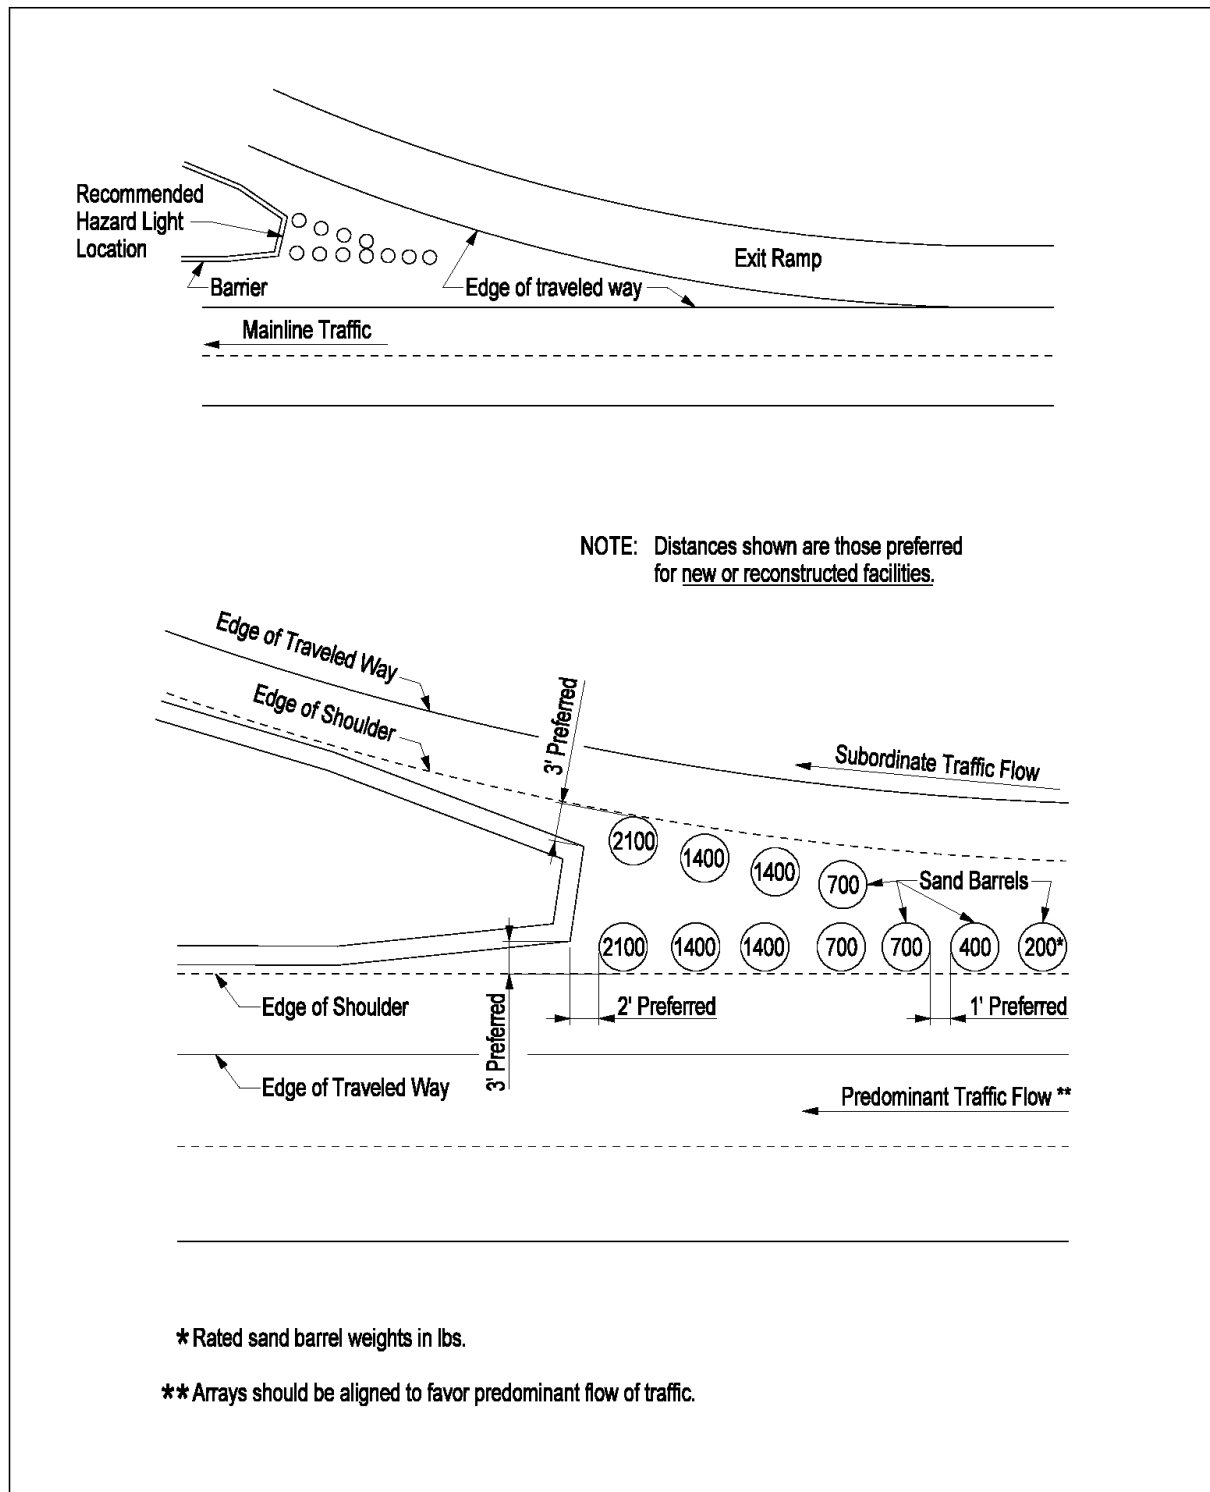 Recommended
Hazard Light
Location
Exit Ramp
Barrier
Edge of traveled way
Mainline Traffic
NOTE: Distances shown are those preferred
for new or reconstructed facilities.
Edge of Traveled Way
Edge of Shoulder
3' Preferred
Subordinate Traffic Flow
2100
1400
1400
700
Sand Barrels
2100
1400
1400
700
700
400
200*
Edge of Shoulder
3' Preferred
2' Preferred
1' Preferred
Edge of Traveled Way
Predominant Traffic Flow **
* Rated sand barrel weights in lbs.
** Arrays should be aligned to favor predominant flow of traffic.